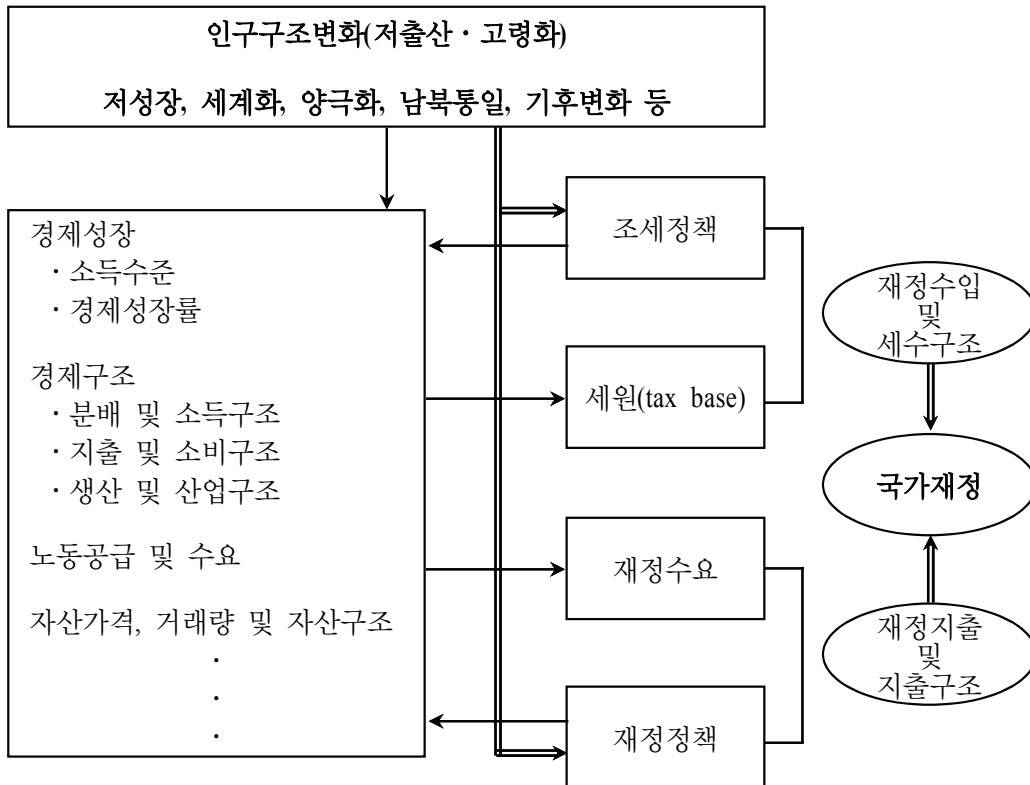 인구구조변화(저출산 · 고령화)
저성장, 세계화, 양극화, 남북통일, 기후변화 등
경제성장
· 소득수준
· 경제성장률
경제구조
· 분배 및 소득구조
· 지출 및 소비구조
· 생산 및 산업구조
노동공급 및 수요
자산가격, 거래량 및 자산구조
·
·
·
조세정책
세원(tax base)
재정수요
재정정책
재정수입
및
세수구조
국가재정
재정지출
및
지출구조